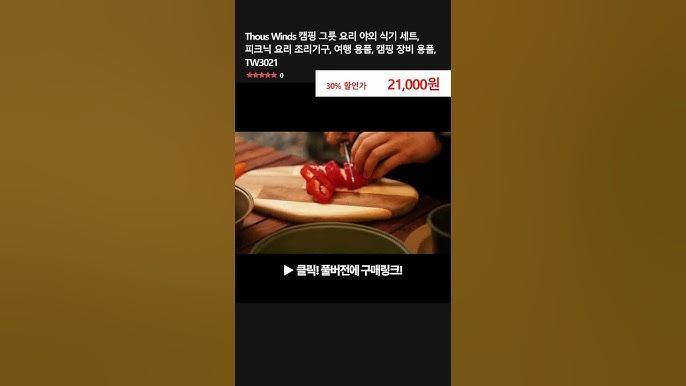 Thous Winds 캠핑 그릇 요리 야외 식기 세트,
피크닉 요리 조리기구, 여행 용품, 캠핑 장비 용품,
TW3021
★★★★★ 0
30% 할인가 21,000원
▶ 클릭! 풀버전에 구매링크!